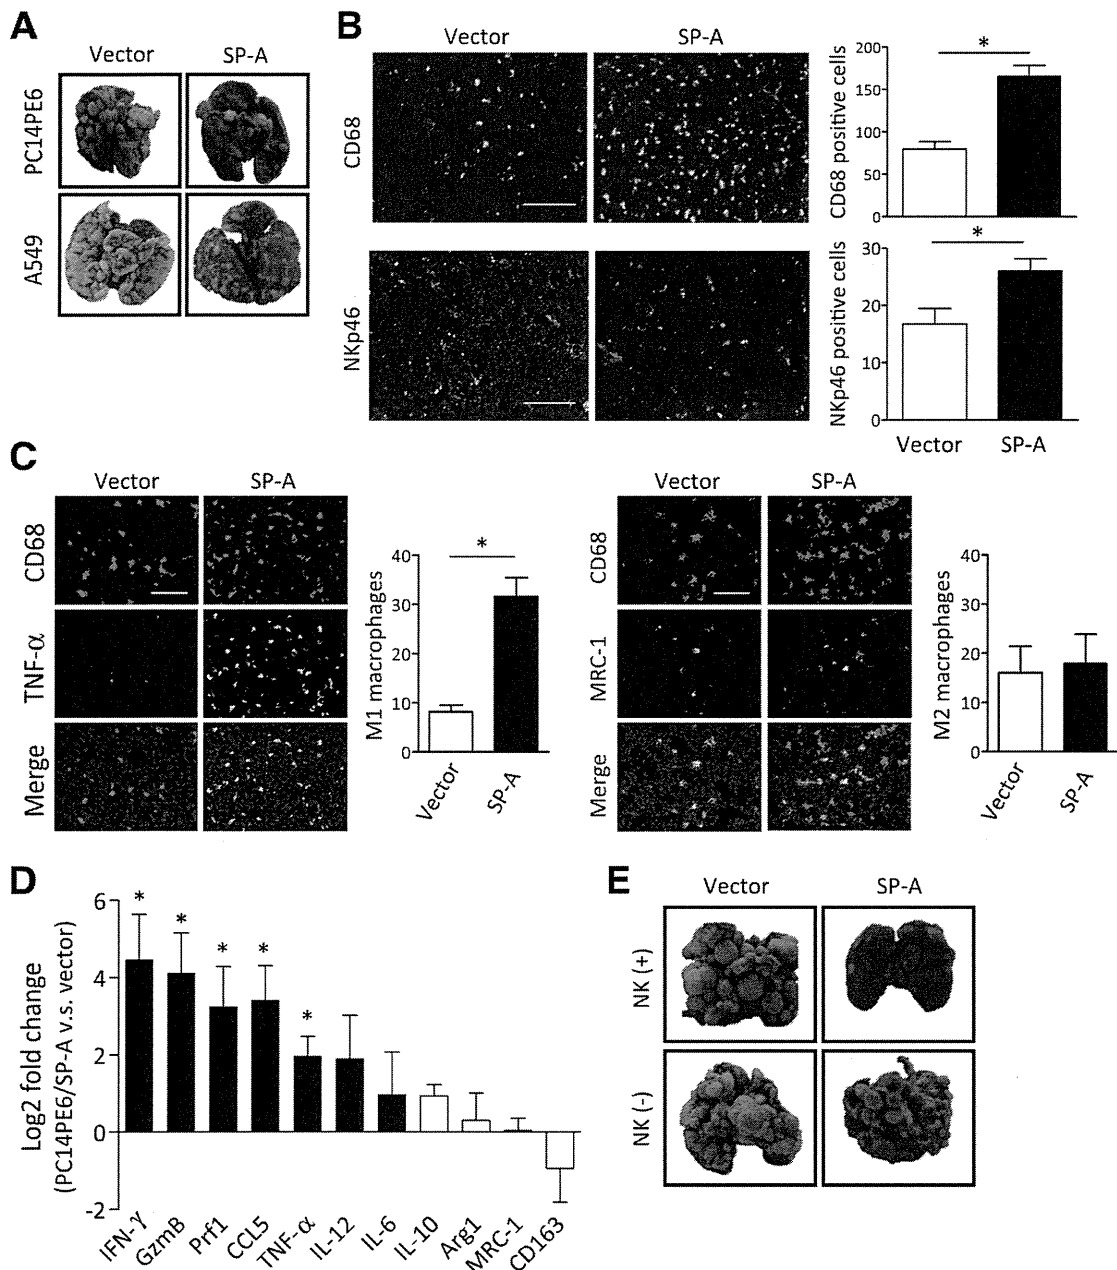 A
Vector SP-A
PC14PE6
A549
B
Vector SP-A
CD68
NKp46
CD68 positive cells
200
150
100
50
0
*
NKp46 positive cells
30
20
10
0
*
Vector SP-A
C
Vector SP-A
CD68
TNF-α
Merge
M1 macrophages
40
30
20
10
0
*
Vector SP-A
Vector SP-A
CD68
MRC-1
Merge
M2 macrophages
40
30
20
10
0
Vector SP-A
D
Log2 fold change
(PC14PE6/SP-A v.s. vector)
6
4
2
0
-2
* * * * *
IFN-γ GzmB Prf1 CCL5 TNF-α IL-12 IL-6 IL-10 Arg1 MRC-1 CD163
E
Vector SP-A
NK (+)
NK (-)